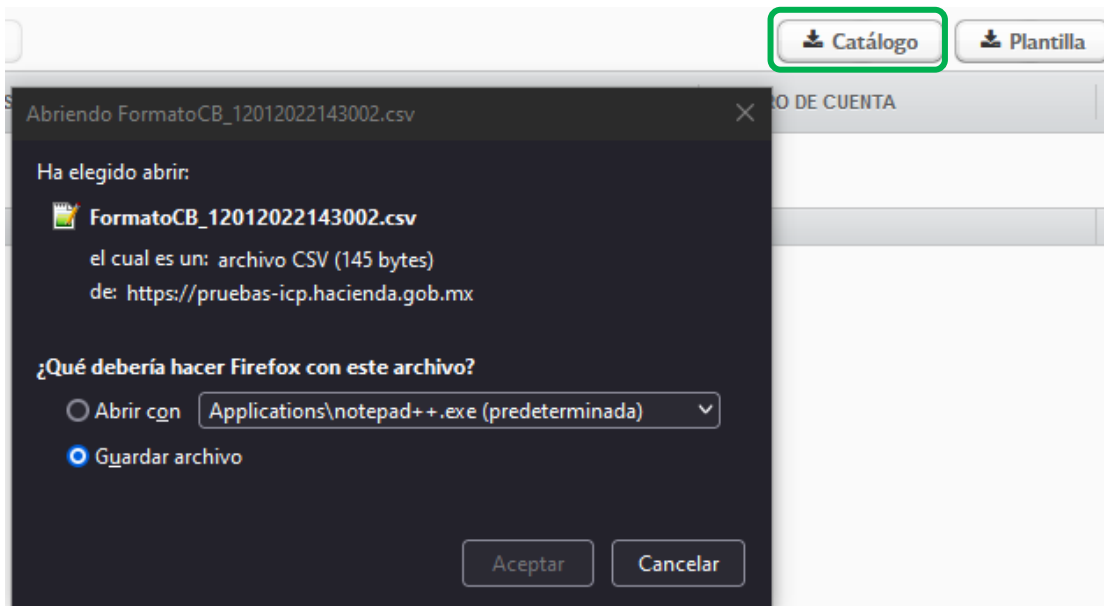 Catálogo
Plantilla
RO DE CUENTA
Abriendo FormatoCB_12012022143002.csv
Ha elegido abrir:
FormatoCB_12012022143002.csv
el cual es un: archivo CSV (145 bytes)
de: https://pruebas-icp.hacienda.gob.mx
¿Qué debería hacer Firefox con este archivo?
Abrir con Applications\notepad++.exe (predeterminada)
Guardar archivo
Aceptar
Cancelar